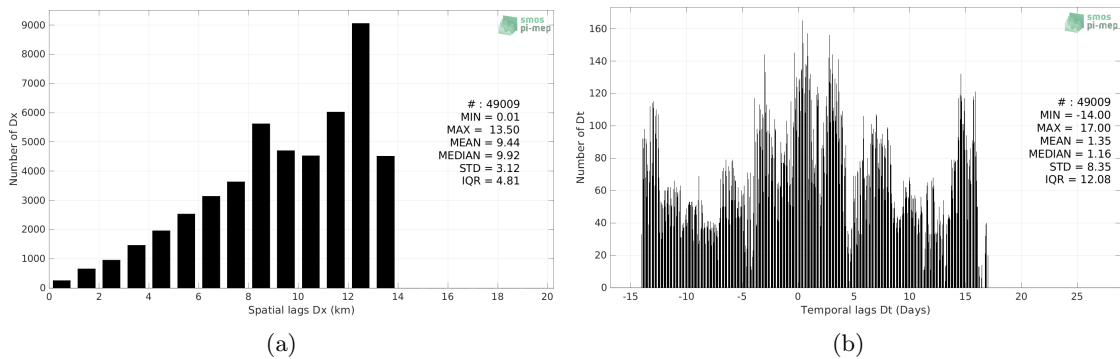 9000
8000
7000
6000
5000
4000
3000
2000
1000
0
Number of Dx
smos
pi-mep
# : 49009
MIN = 0.01
MAX = 13.50
MEAN = 9.44
MEDIAN = 9.92
STD = 3.12
IQR = 4.81
0 2 4 6 8 10 12 14 16 18 20
Spatial lags Dx (km)
(a)
160
140
120
100
80
60
40
20
0
Number of Dt
smos
pi-mep
# : 49009
MIN = -14.00
MAX = 17.00
MEAN = 1.35
MEDIAN = 1.16
STD = 8.35
IQR = 12.08
-15 -10 -5 0 5 10 15 20 25
Temporal lags Dt (Days)
(b)